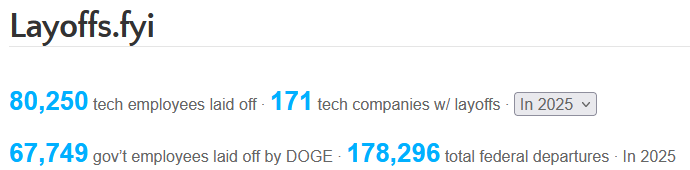 Layoffs.fyi
80,250 tech employees laid off · 171 tech companies w/ layoffs · In 2025
67,749 gov't employees laid off by DOGE · 178,296 total federal departures · In 2025